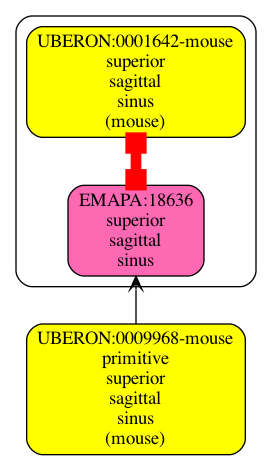 UBERON:0001642-mouse
superior
sagittal
sinus
(mouse)
EMAPA:18636
superior
sagittal
sinus
UBERON:0009968-mouse
primitive
superior
sagittal
sinus
(mouse)